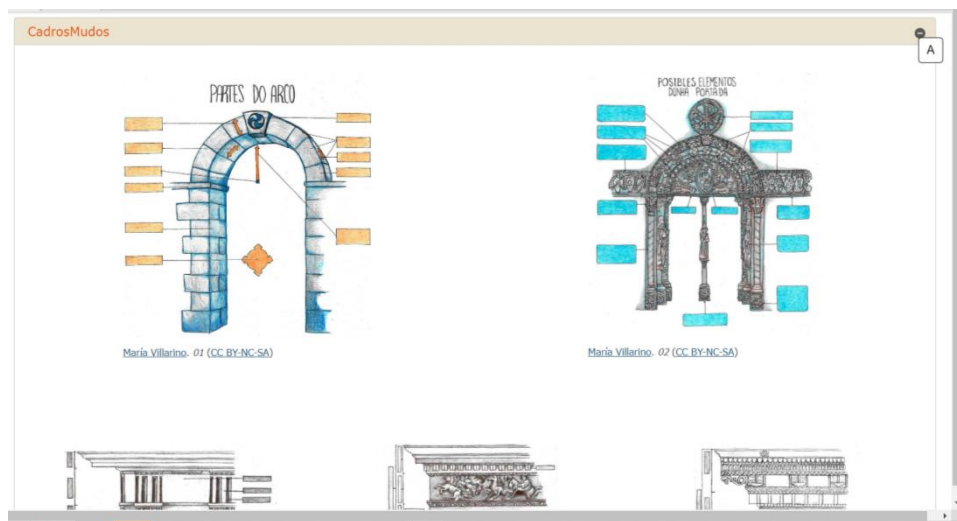 CadrosMudos
A
PARTES DO ARCO
POSIBLES ELEMENTOS
DUNHA PORTADA
María Villarino. 01 (CC BY-NC-SA)
María Villarino. 02 (CC BY-NC-SA)